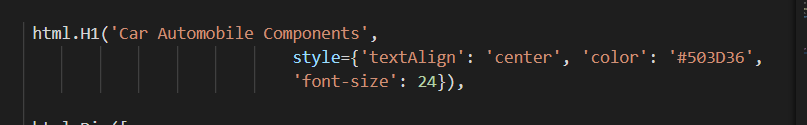 html.H1('Car Automobile Components',
style={'textAlign': 'center', 'color': '#503D36',
'font-size': 24}),